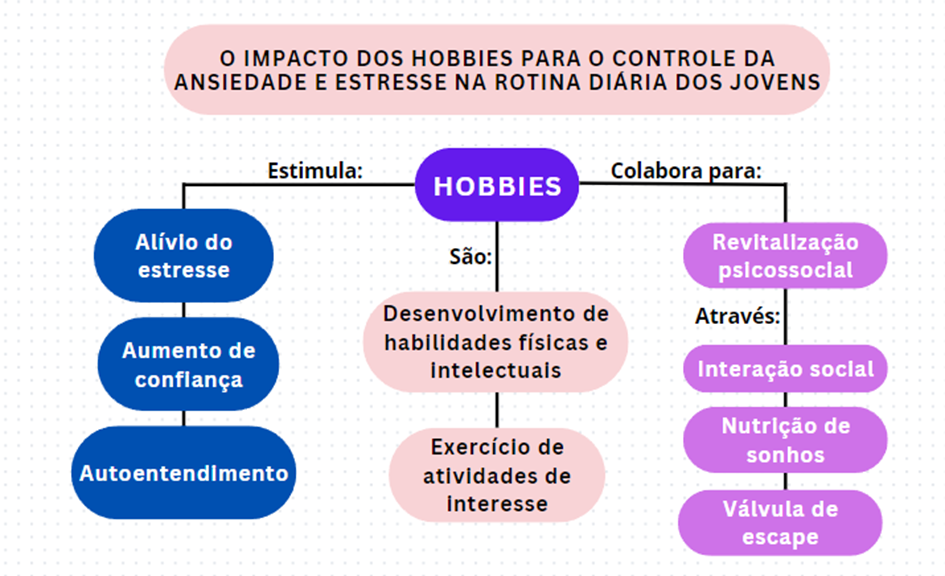 O IMPACTO DOS HOBBIES PARA O CONTROLE DA
ANSIEDADE E ESTRESSE NA ROTINA DIÁRIA DOS JOVENS
HOBBIES
Estimula:
Alívio do
estresse
Aumento de
confiança
Autoentendimento
São:
Desenvolvimento de
habilidades físicas e
intelectuais
Exercício de
atividades de
interesse
Colabora para:
Revitalização
psicossocial
Através:
Interação social
Nutrição de
sonhos
Válvula de
escape